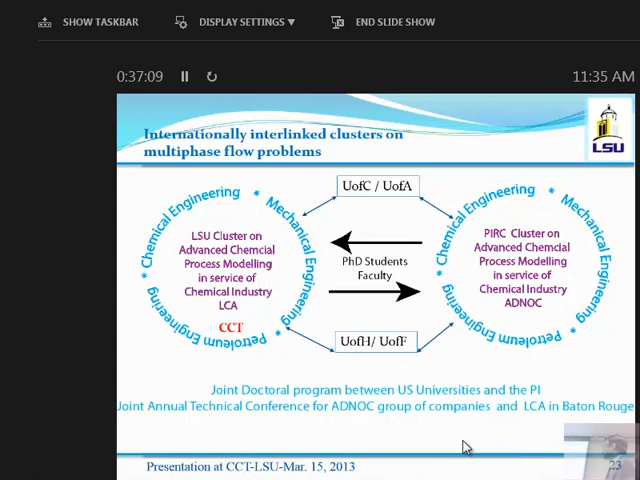 SHOW TASKBAR
DISPLAY SETTINGS ▼
END SLIDE SHOW
0:37:09
11:35 AM
Internationally interlinked clusters on
multiphase flow problems
LSU
UofC / UofA
Chemical Engineering * Mechanical Engineering * Petroleum Engineering *
LSU Cluster on
Advanced Chemcial
Process Modelling
in service of
Chemical Industry
LCA
CCT
PhD Students
Faculty
Chemical Engineering * Mechanical Engineering * Petroleum Engineering *
PIRC Cluster on
Advanced Chemcial
Process Modelling
in service of
Chemical Industry
ADNOC
UofH/ UofF
Joint Doctoral program between US Universities and the PI
Joint Annual Technical Conference for ADNOC group of companies and LCA in Baton Rouge
Presentation at CCT-LSU-Mar. 15, 2013
23